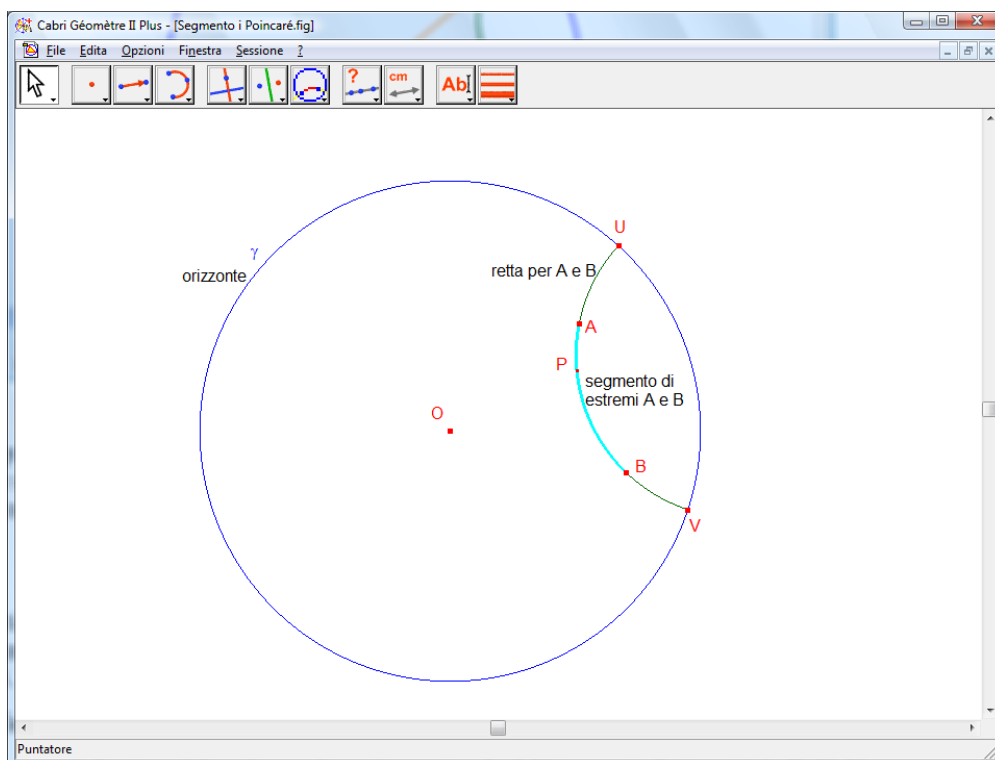 Cabri Géomètre II Plus - [Segmento i Poincaré.fig]
File Edita Opzioni Finestra Sessione ?
? cm Ab
U
γ
orizzonte
retta per A e B
A
P
segmento di
estremi A e B
O
B
V
Puntatore